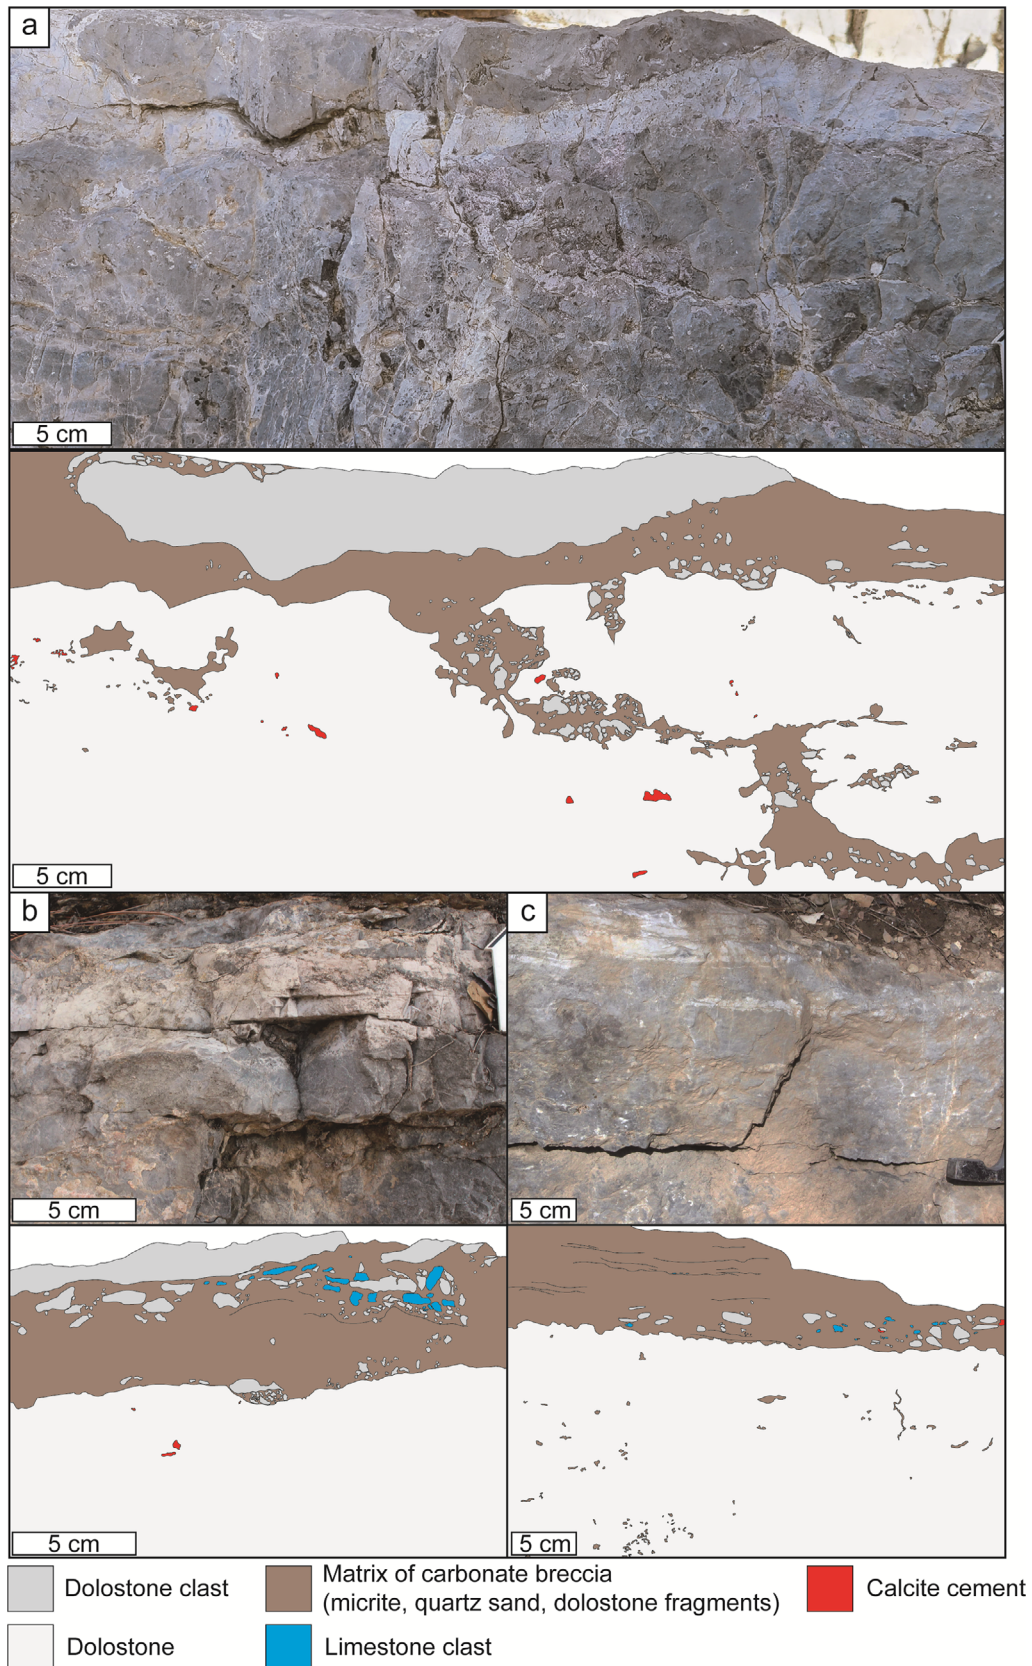 a
5 cm
5 cm
b
c
5 cm
5 cm
5 cm
5 cm
Dolostone clast
Matrix of carbonate breccia
(micrite, quartz sand, dolostone fragments)
Calcite cement
Dolostone
Limestone clast